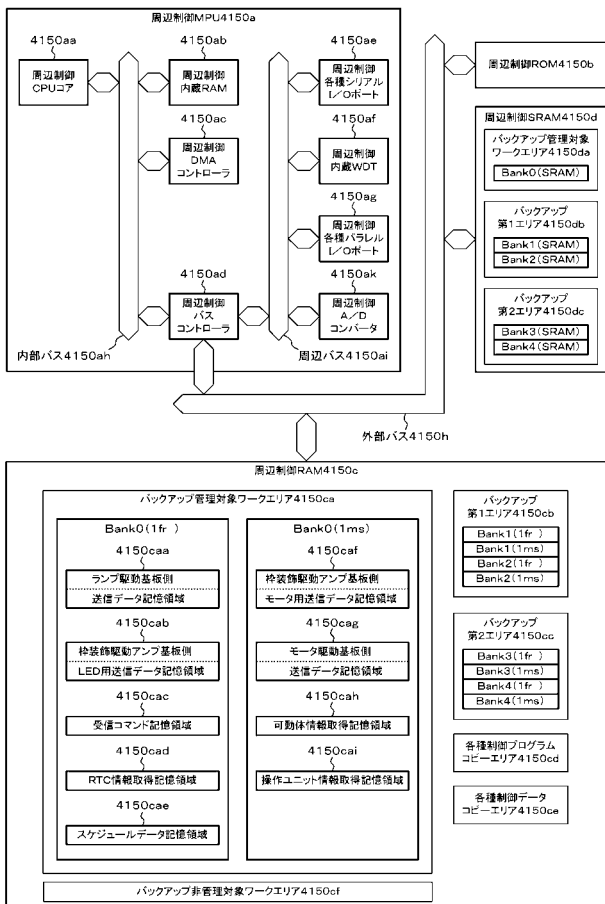 周辺制御MPU4150a
4150aa
周辺制御
CPUコア
4150ab
周辺制御
内蔵RAM
4150ac
周辺制御
DMA
コントローラ
4150ad
周辺制御
バス
コントローラ
4150ae
周辺制御
各種シリアル
I/Oポート
4150af
周辺制御
内蔵WDT
4150ag
周辺制御
各種パラレル
I/Oポート
4150ak
周辺制御
A/D
コンバータ
内部バス4150ah
周辺バス4150ai
外部バス4150h
周辺制御ROM4150b
周辺制御SRAM4150d
バックアップ管理対象
ワークエリア4150da
Bank0(SRAM)
バックアップ
第1エリア4150db
Bank1(SRAM)
Bank2(SRAM)
バックアップ
第2エリア4150dc
Bank3(SRAM)
Bank4(SRAM)
周辺制御RAM4150c
バックアップ管理対象ワークエリア4150ca
Bank0(1fr )
4150caa
ランプ駆動基板側
送信データ記憶領域
4150cab
枠装飾駆動アンプ基板側
LED用送信データ記憶領域
4150cac
受信コマンド記憶領域
4150cad
RTC情報取得記憶領域
4150cae
スケジュールデータ記憶領域
Bank0(1ms)
4150caf
枠装飾駆動アンプ基板側
モータ用送信データ記憶領域
4150cag
モータ駆動基板側
送信データ記憶領域
4150cah
可動体情報取得記憶領域
4150cai
操作ユニット情報取得記憶領域
バックアップ
第1エリア4150cb
Bank1(1fr )
Bank1(1ms)
Bank2(1fr )
Bank2(1ms)
バックアップ
第2エリア4150cc
Bank3(1fr )
Bank3(1ms)
Bank4(1fr )
Bank4(1ms)
各種制御プログラム
コピーエリア4150cd
各種制御データ
コピーエリア4150ce
バックアップ非管理対象ワークエリア4150cf